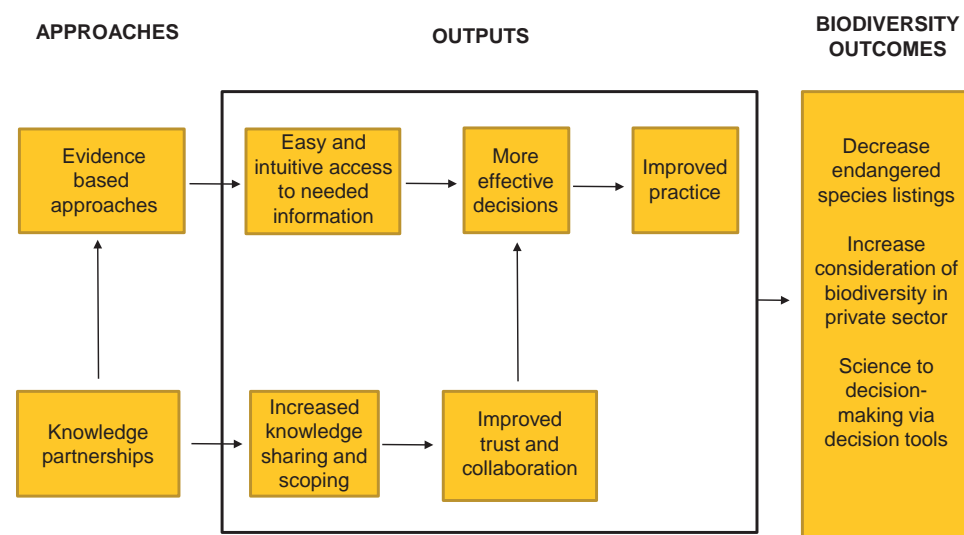 APPROACHES
OUTPUTS
BIODIVERSITY
OUTCOMES
Evidence
based
approaches
Easy and
intuitive access
to needed
information
More
effective
decisions
Improved
practice
Knowledge
partnerships
Increased
knowledge
sharing and
scoping
Improved
trust and
collaboration
Decrease
endangered
species listings
Increase
consideration of
biodiversity in
private sector
Science to
decision-
making via
decision tools